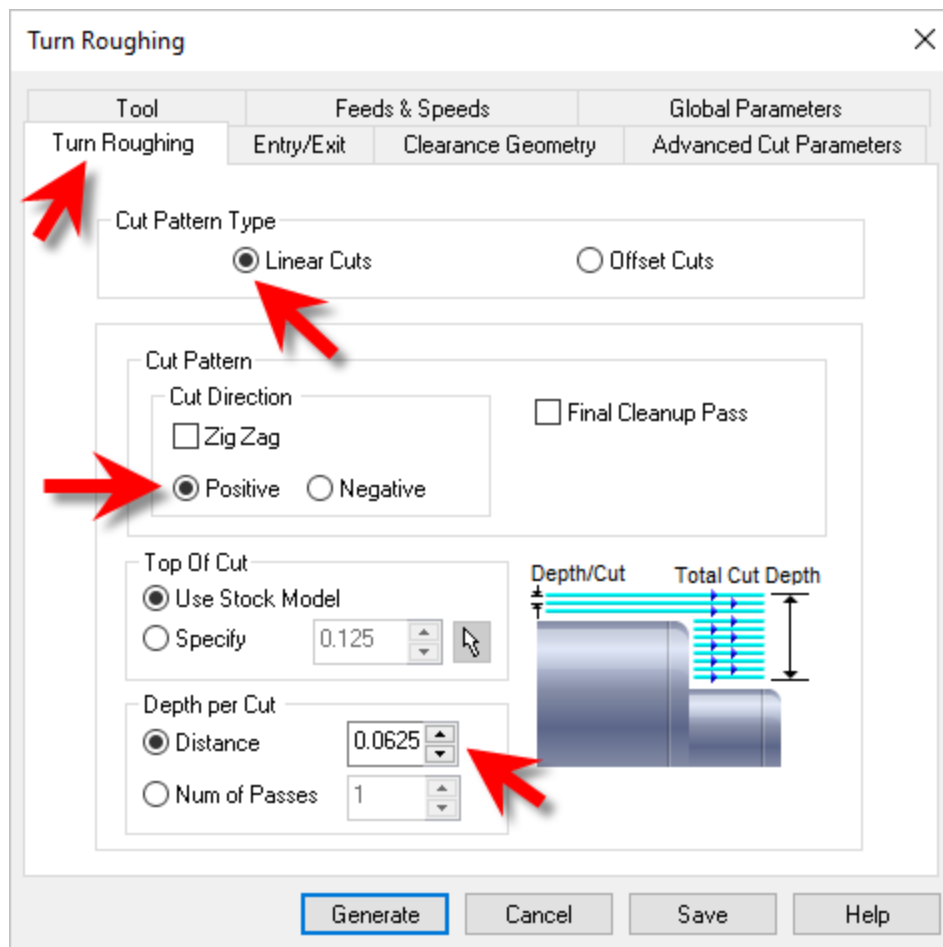 Turn Roughing
Tool Feeds & Speeds Global Parameters
Turn Roughing Entry/Exit Clearance Geometry Advanced Cut Parameters
Cut Pattern Type
Linear Cuts Offset Cuts
Cut Pattern
Cut Direction
Zig Zag
Final Cleanup Pass
Positive Negative
Top Of Cut
Use Stock Model
Specify 0.125
Depth/Cut Total Cut Depth
Depth per Cut
Distance 0.0625
Num of Passes 1
Generate Cancel Save Help